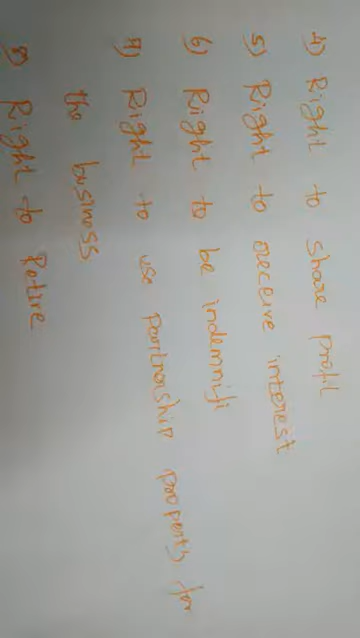 4) Right to share profit
5) Right to receive interest
6) Right to be indemnifi
7) Right to use partnership property for
the business
8) Right to Retire